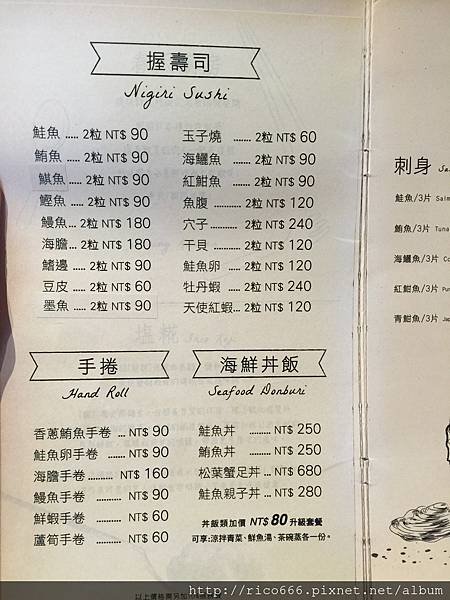 握壽司
Nigiri Sushi
鮭魚 ..... 2粒 NT$ 90
鮪魚 ..... 2粒 NT$ 90
鯕魚 ..... 2粒 NT$ 90
鰹魚 ..... 2粒 NT$ 90
鰻魚... 2粒 NT$ 180
海膽... 2粒 NT$ 180
鰭邊 ..... 2粒 NT$ 90
豆皮 ..... 2粒 NT$ 60
墨魚 ..... 2粒 NT$ 90
玉子燒 ....... 2粒 NT$ 60
海鱺魚 ....... 2粒 NT$ 90
紅魽魚 ....... 2粒 NT$ 90
魚腹 ........... 2粒 NT$ 120
穴子........... 2粒 NT$ 240
干貝 .......... 2粒 NT$ 120
鮭魚卵 ...... 2粒 NT$ 120
牡丹蝦 ...... 2粒 NT$ 240
天使紅蝦... 2粒 NT$ 120
手捲
Hand Roll
香蔥鮪魚手卷 ... NT$ 90
鮭魚卵手卷 ....... NT$ 90
海膽手卷.......... NT$ 160
鰻魚手卷 .......... NT$ 90
鮮蝦手卷 .......... NT$ 60
蘆筍手卷 .......... NT$ 60
海鮮丼飯
Seafood Donburi
鮭魚丼 ......... NT$ 250
鮪魚丼 ......... NT$ 250
松葉蟹足丼 ... NT$ 680
鮭魚親子丼 ... NT$ 280
丼飯類加價 NT$ 80 升級套餐
可享:涼拌青菜、鮮魚湯、茶碗蒸各一份。
刺身
鮭魚/3片 Salm
鮪魚/3片 Tuna
海鱺魚/3片 Co
紅魽魚/3片
青魽魚/3片
http://rico666.pixnet.net/album